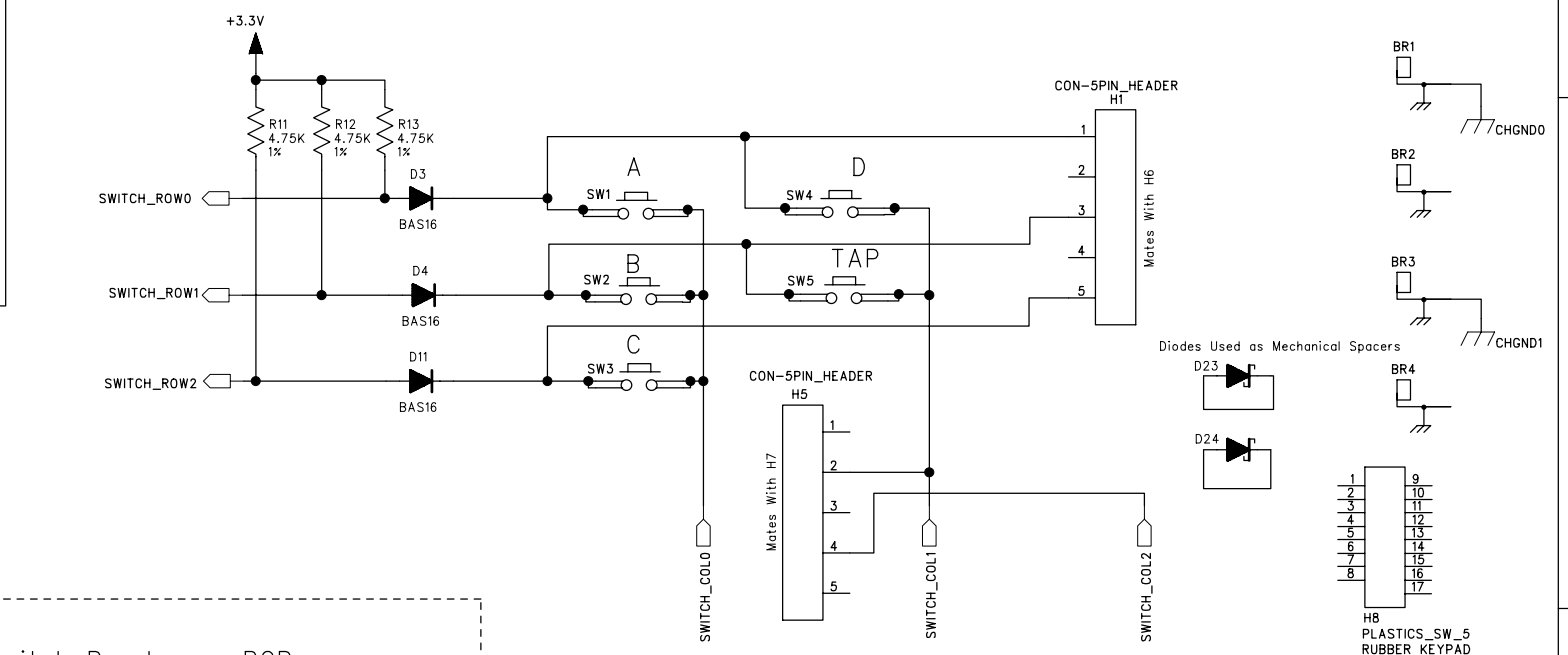 +3.3V
R11
4.75K
1%
R12
4.75K
1%
R13
4.75K
1%
SWITCH_ROW0
D3
BAS16
SWITCH_ROW1
D4
BAS16
SWITCH_ROW2
D11
BAS16
A
SW1
B
SW2
C
SW3
D
SW4
TAP
SW5
CON-5PIN_HEADER
H1
1
2
3
4
5
Mates With H6
CON-5PIN_HEADER
H5
1
2
3
4
5
Mates With H7
SWITCH_COL0
SWITCH_COL1
SWITCH_COL2
Diodes Used as Mechanical Spacers
D23
D24
BR1
CHGND0
BR2
BR3
CHGND1
BR4
1
2
3
4
5
6
7
8
9
10
11
12
13
14
15
16
17
H8
PLASTICS_SW_5
RUBBER KEYPAD